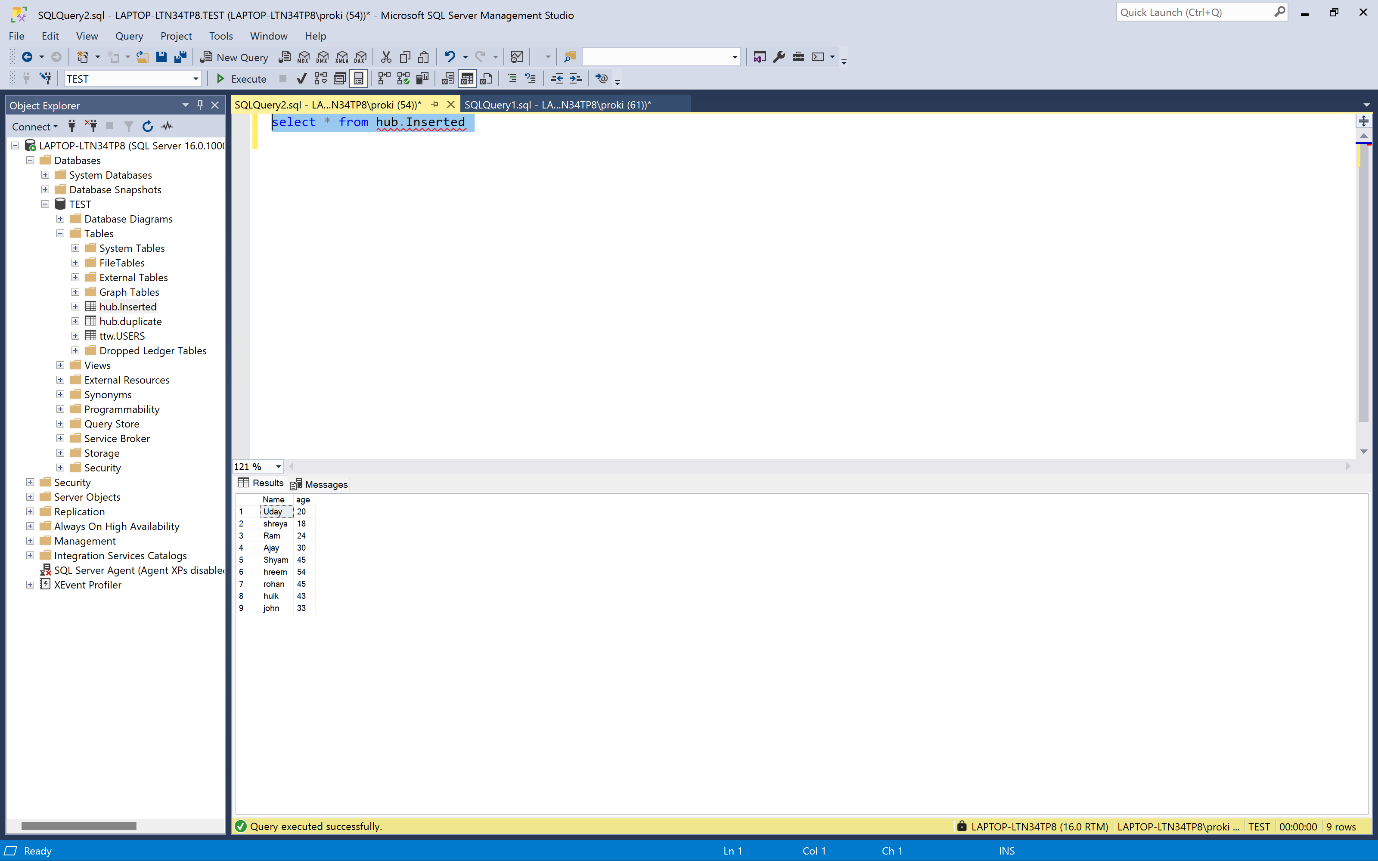 SQLQuery2.sql - LAPTOP-LTN34TP8.TEST (LAPTOP-LTN34TP8\proki (54))* - Microsoft SQL Server Management Studio
Quick Launch (Ctrl+Q)
File Edit View Query Project Tools Window Help
New Query
MDX DMX XMLA DAX
TEST
Execute
Object Explorer
SQLQuery2.sql - LA...N34TP8\proki (54))*
SQLQuery1.sql - LA...N34TP8\proki (61))*
Connect
select * from hub.Inserted
LAPTOP-LTN34TP8 (SQL Server 16.0.100
Databases
System Databases
Database Snapshots
TEST
Database Diagrams
Tables
System Tables
FileTables
External Tables
Graph Tables
hub.Inserted
hub.duplicate
ttw.USERS
Dropped Ledger Tables
Views
External Resources
Synonyms
Programmability
Query Store
Service Broker
Storage
Security
Security
Server Objects
Replication
Always On High Availability
Management
Integration Services Catalogs
SQL Server Agent (Agent XPs disabled
XEvent Profiler
121 %
Results Messages
Name age
1 Uday 20
2 shreya 18
3 Ram 24
4 Ajay 30
5 Shyam 45
6 hreem 54
7 rohan 45
8 hulk 43
9 john 33
Query executed successfully.
LAPTOP-LTN34TP8 (16.0 RTM) LAPTOP-LTN34TP8\proki ... TEST 00:00:00 9 rows
Ready
Ln 1 Col 1 Ch 1 INS